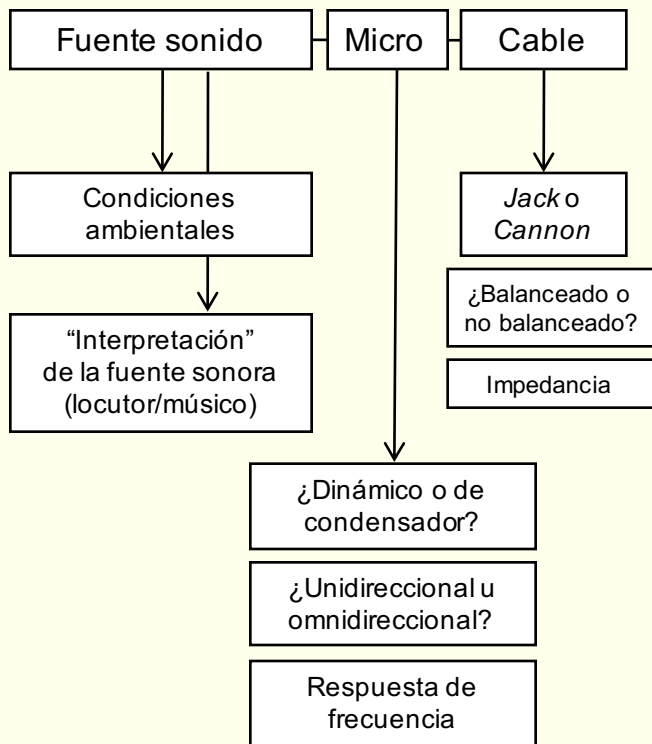 Fuente sonido
Micro
Cable
Condiciones
ambientales
Jack o
Cannon
¿Balanceado o
no balanceado?
“Interpretación”
de la fuente sonora
(locutor/músico)
Impedancia
¿Dinámico o de
condensador?
¿Unidireccional u
omnidireccional?
Respuesta de
frecuencia